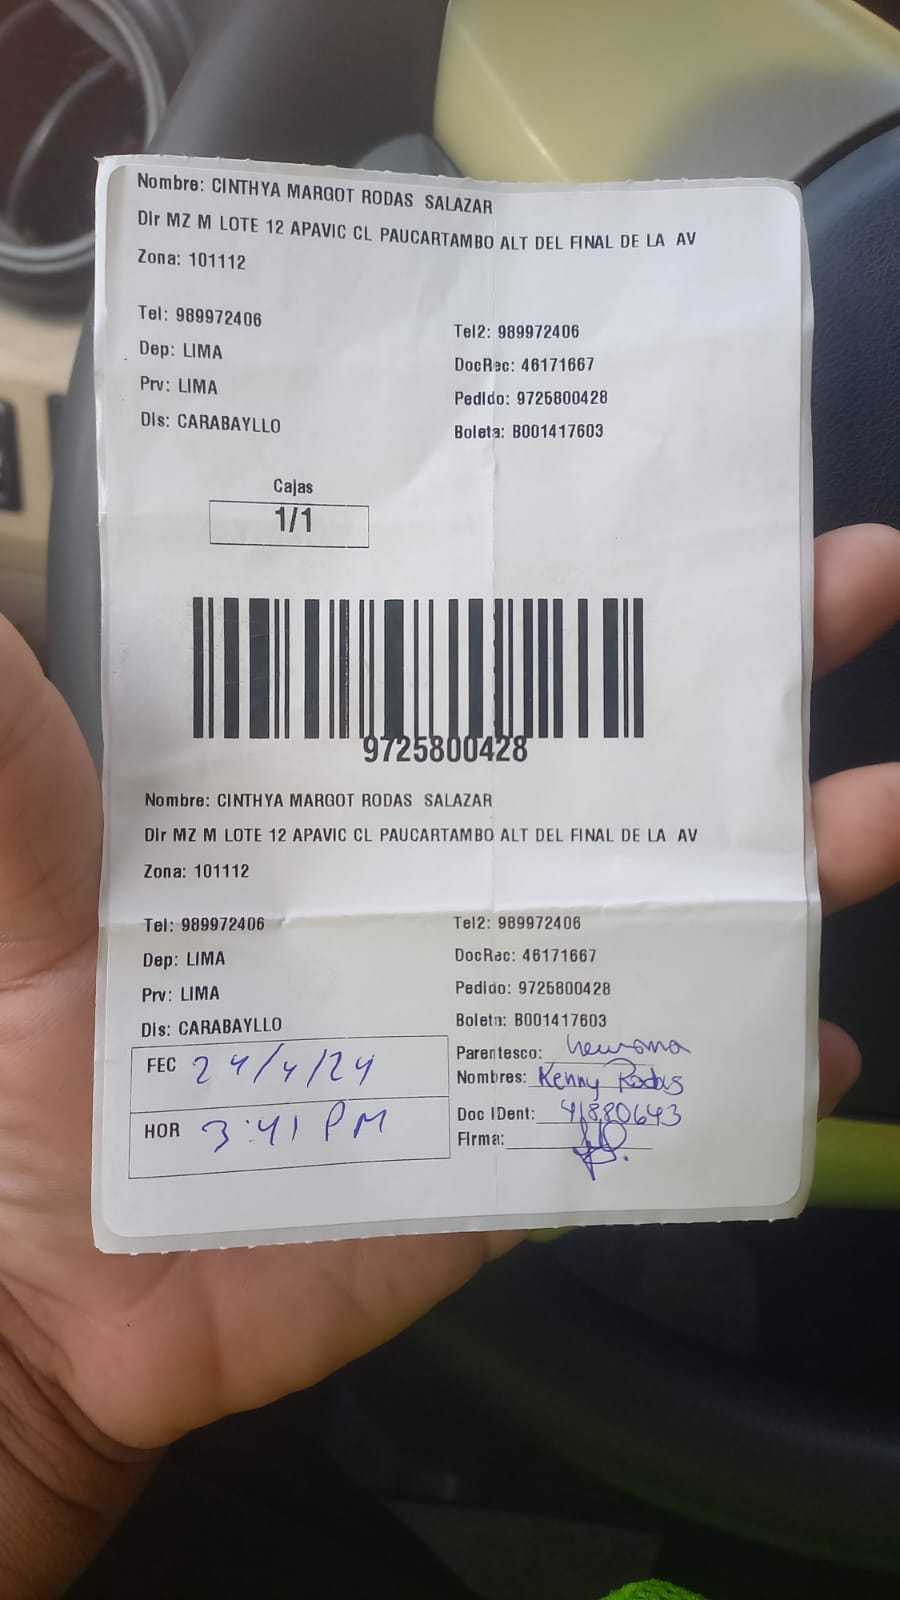 Nombre: CINTHYA MARGOT RODAS SALAZAR
Dir MZ M LOTE 12 APAVIC CL PAUCARTAMBO ALT DEL FINAL DE LA AV
Zona: 101112
Tel: 989972406
Tel2: 989972406
Dep: LIMA
DocRec: 46171667
Prv: LIMA
Pedido: 9725800428
Dis: CARABAYLLO
Boleta: B001417603
Cajas
1/1
9725800428
Nombre: CINTHYA MARGOT RODAS SALAZAR
Dir MZ M LOTE 12 APAVIC CL PAUCARTAMBO ALT DEL FINAL DE LA AV
Zona: 101112
Tel: 989972406
Tel2: 989972406
Dep: LIMA
DocRec: 46171667
Prv: LIMA
Pedido: 9725800428
Dis: CARABAYLLO
Boleta: B001417603
FEC 24/4/24
Parentesco: hermana
Nombres: Kenny Rodas
HOR 3:41 PM
Doc IDent: 41880643
Firma: